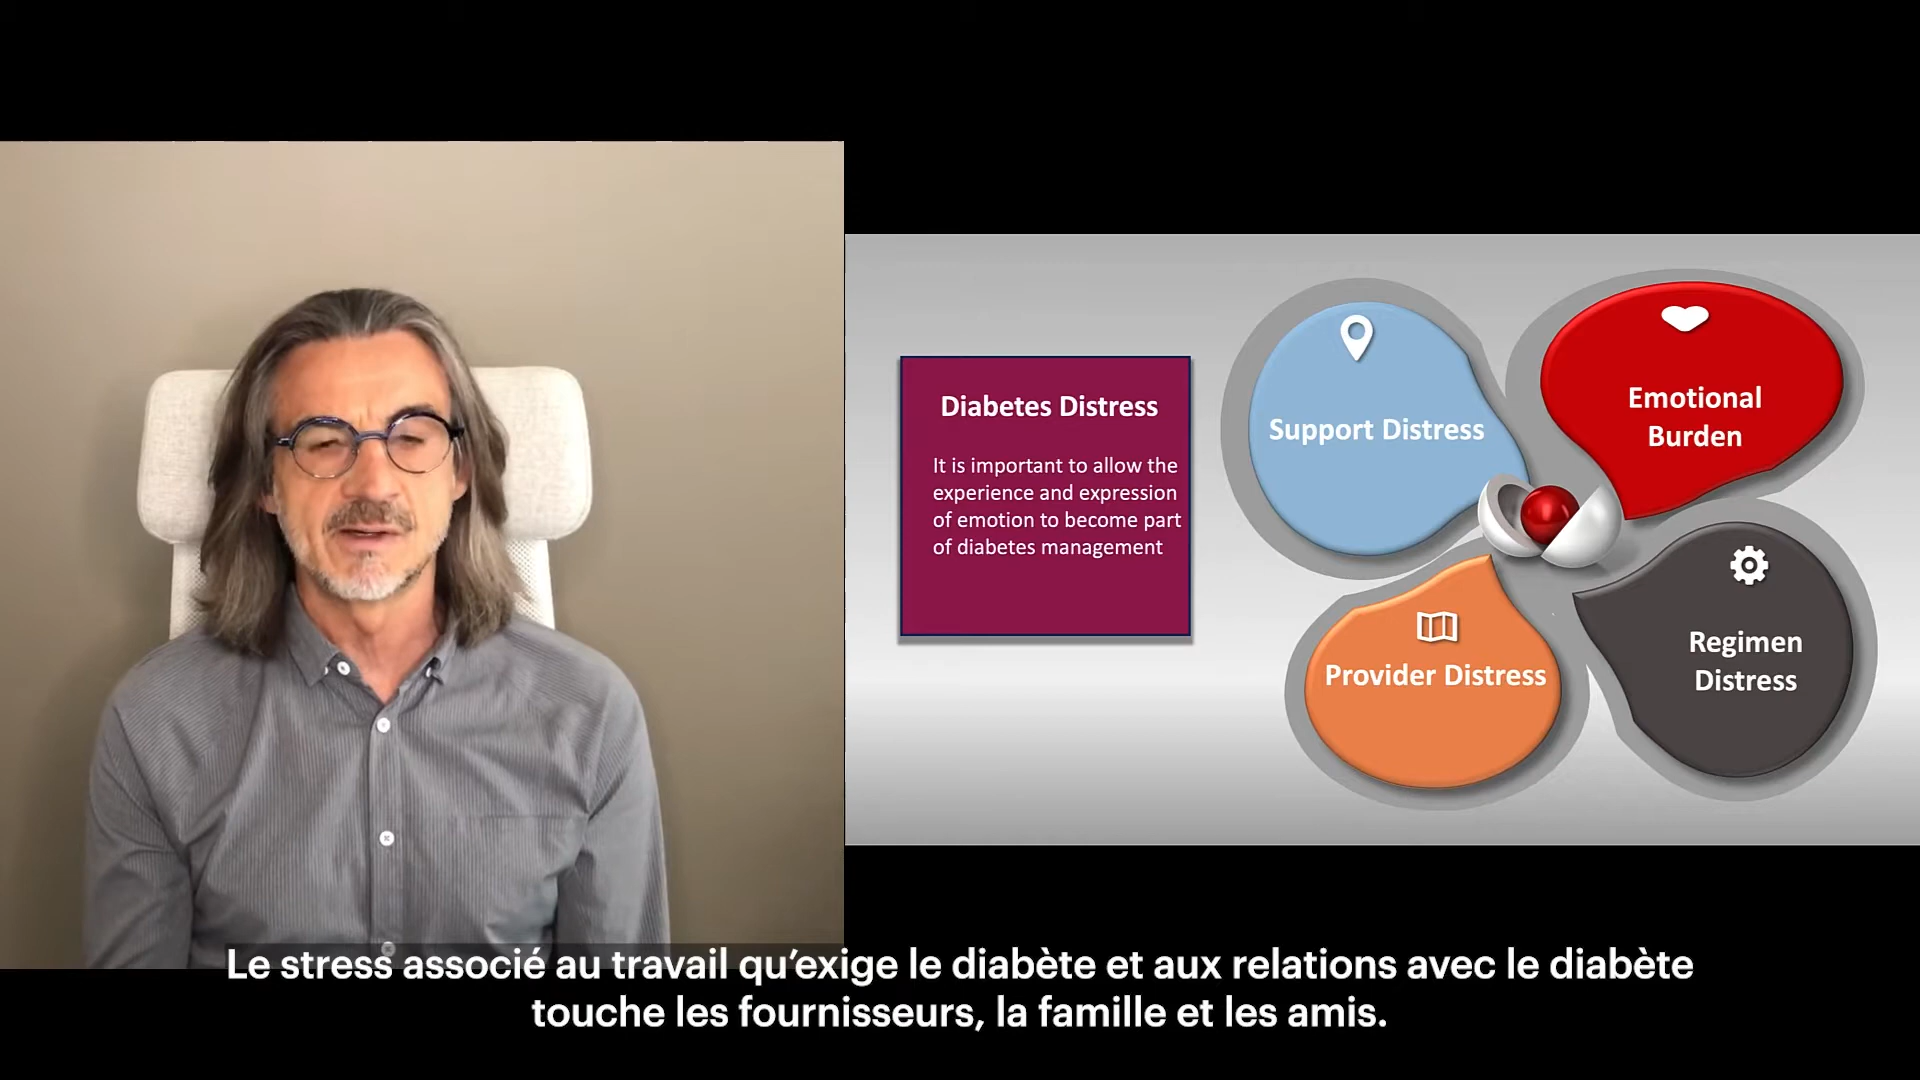 Diabetes Distress
It is important to allow the
experience and expression
of emotion to become part
of diabetes management
Support Distress
Emotional
Burden
Provider Distress
Regimen
Distress
Le stress associé au travail qu’exige le diabète et aux relations avec le diabète
touche les fournisseurs, la famille et les amis.